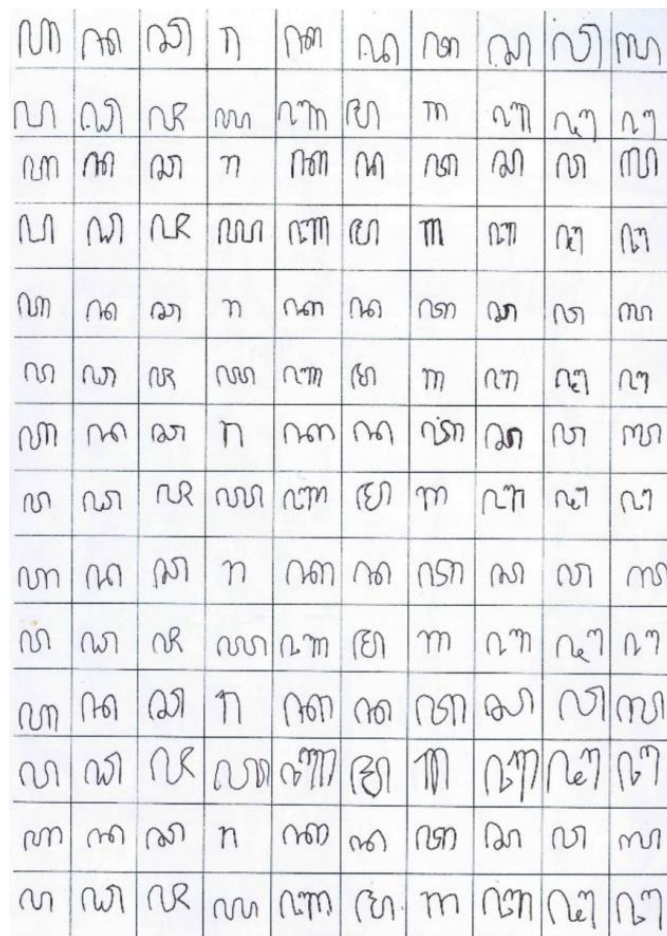 ꦲ ꦤ ꦕ ꦫ ꦏ ꦢ ꦠ ꦱ ꦮ ꦭ
ꦥ ꦝ ꦗ ꦪ ꦚ ꦩ ꦒ ꦧ ꦛ ꦔ
ꦲ ꦤ ꦕ ꦫ ꦏ ꦢ ꦠ ꦱ ꦮ ꦭ
ꦥ ꦝ ꦗ ꦪ ꦚ ꦩ ꦒ ꦧ ꦛ ꦔ
ꦲ ꦤ ꦕ ꦫ ꦏ ꦢ ꦠ ꦱ ꦮ ꦭ
ꦥ ꦝ ꦗ ꦪ ꦚ ꦩ ꦒ ꦧ ꦛ ꦔ
ꦲ ꦤ ꦕ ꦫ ꦏ ꦢ ꦠ ꦱ ꦮ ꦭ
ꦥ ꦝ ꦗ ꦪ ꦚ ꦩ ꦒ ꦧ ꦛ ꦔ
ꦲ ꦤ ꦕ ꦫ ꦏ ꦢ ꦠ ꦱ ꦮ ꦭ
ꦥ ꦝ ꦗ ꦪ ꦚ ꦩ ꦒ ꦧ ꦛ ꦔ
ꦲ ꦤ ꦕ ꦫ ꦏ ꦢ ꦠ ꦱ ꦮ ꦭ
ꦥ ꦝ ꦗ ꦪ ꦚ ꦩ ꦒ ꦧ ꦛ ꦔ
ꦲ ꦤ ꦕ ꦫ ꦏ ꦢ ꦠ ꦱ ꦮ ꦭ
ꦥ ꦝ ꦗ ꦪ ꦚ ꦩ ꦒ ꦧ ꦛ ꦔ